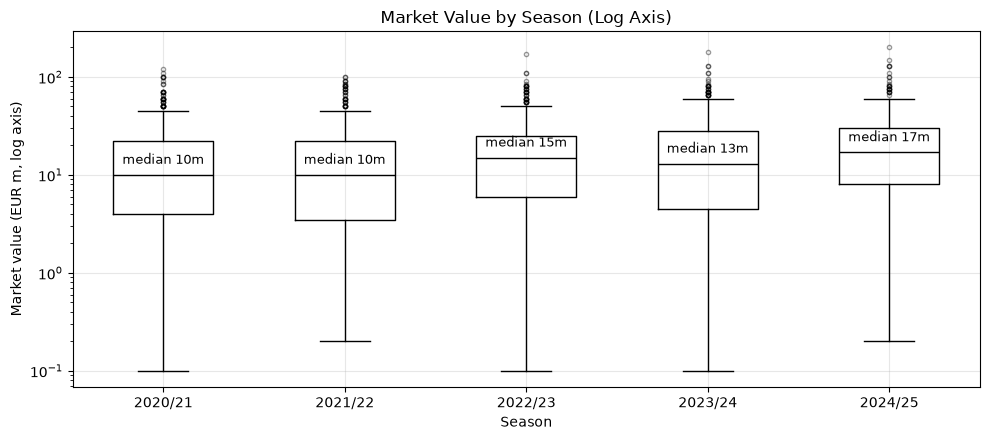 Market Value by Season (Log Axis)
Market value (EUR m, log axis)
10²
10¹
10⁰
10⁻¹
median 10m
median 10m
median 15m
median 13m
median 17m
2020/21
2021/22
2022/23
2023/24
2024/25
Season